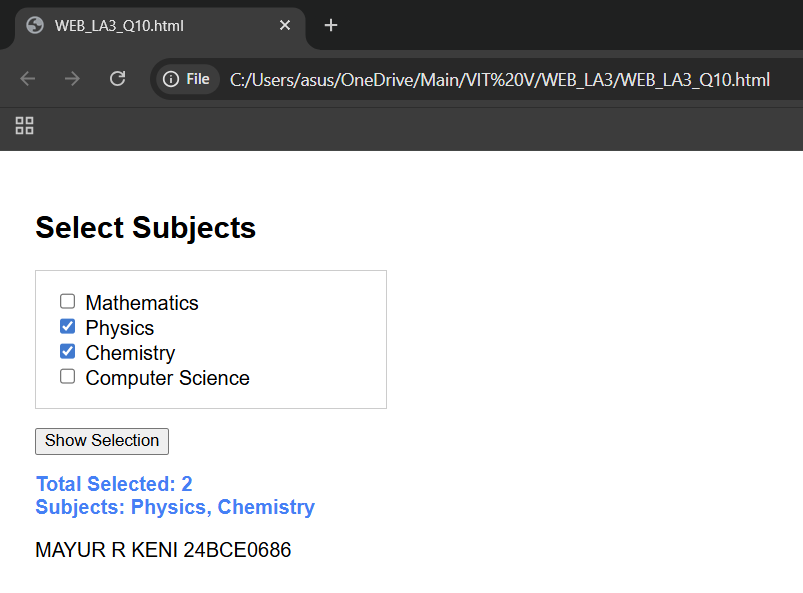 WEB_LA3_Q10.html
File C:/Users/asus/OneDrive/Main/VIT%20V/WEB_LA3/WEB_LA3_Q10.html
Select Subjects
Mathematics
Physics
Chemistry
Computer Science
Show Selection
Total Selected: 2
Subjects: Physics, Chemistry
MAYUR R KENI 24BCE0686